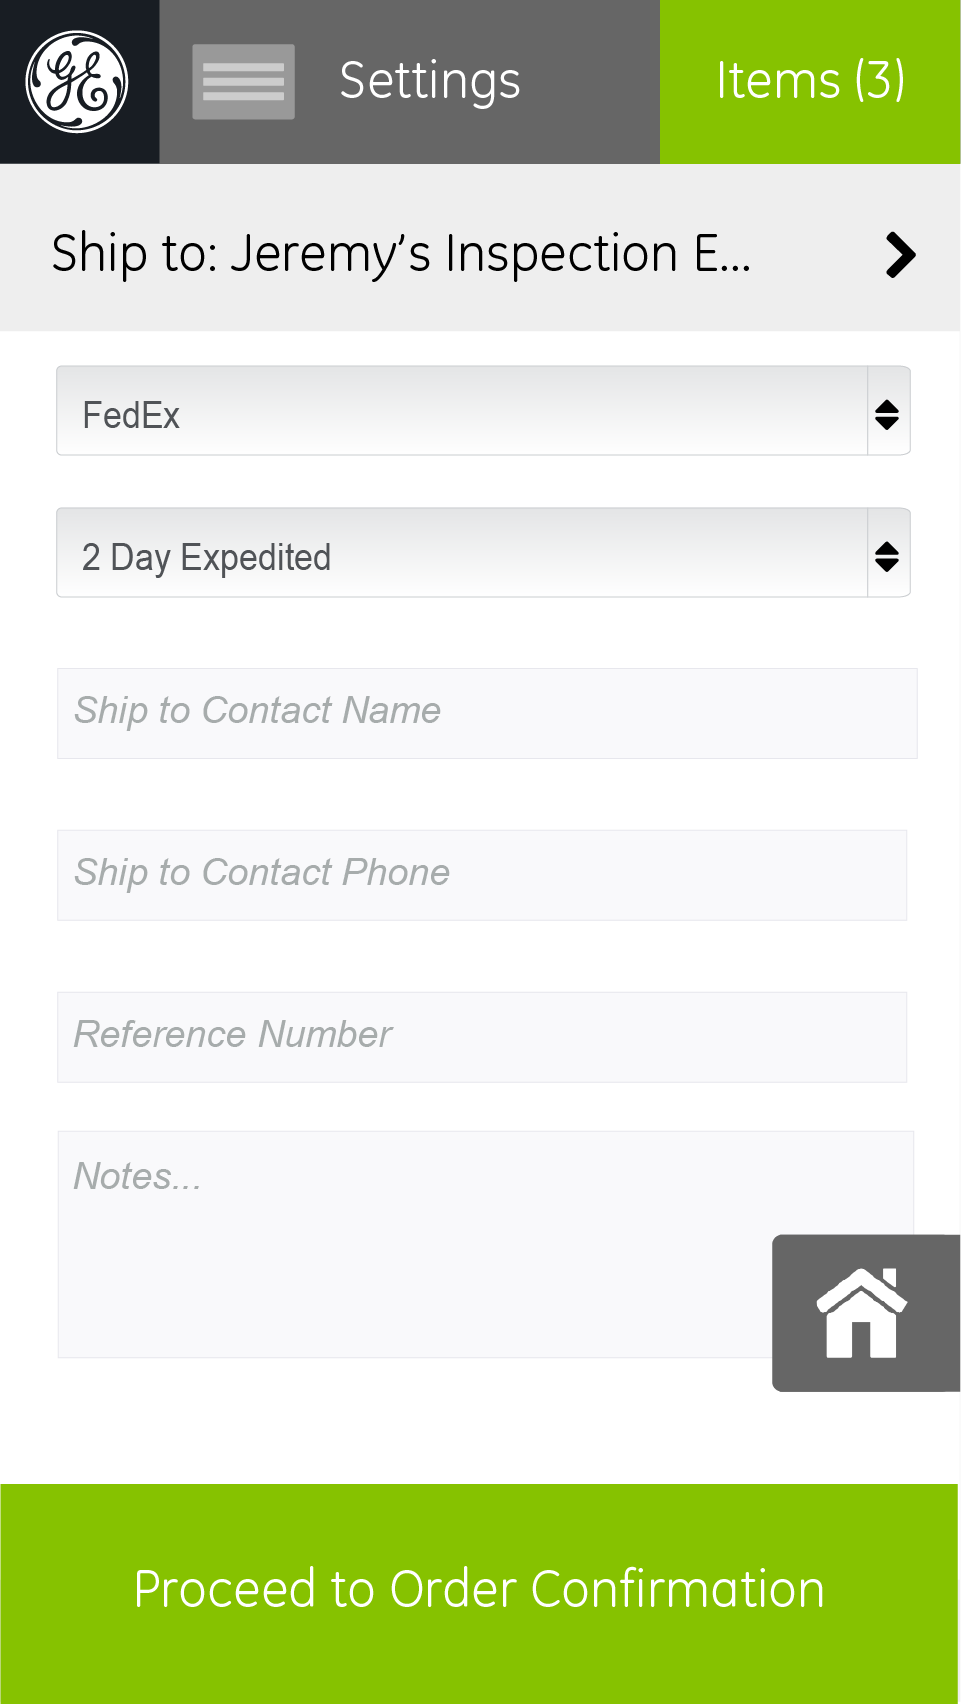 GE
Settings
Items (3)
Ship to: Jeremy’s Inspection E...
FedEx
2 Day Expedited
Ship to Contact Name
Ship to Contact Phone
Reference Number
Notes...
Proceed to Order Confirmation